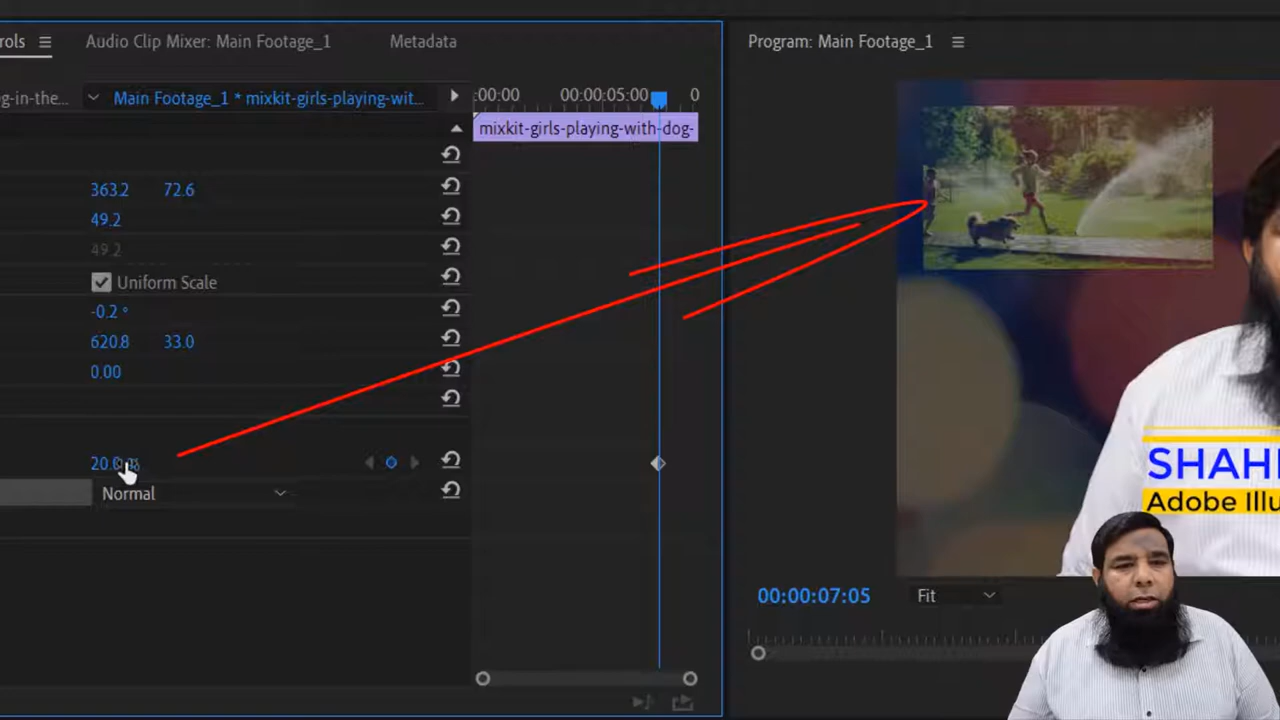 rols
Audio Clip Mixer: Main Footage_1
Metadata
Program: Main Footage_1
g-in-the...
Main Footage_1 * mixkit-girls-playing-wit...
:00:00
00:00:05:00
0
mixkit-girls-playing-with-dog-
363.2 72.6
49.2
49.2
Uniform Scale
-0.2 °
620.8 33.0
0.00
Normal
SHAH
Adobe Illu
00:00:07:05
Fit